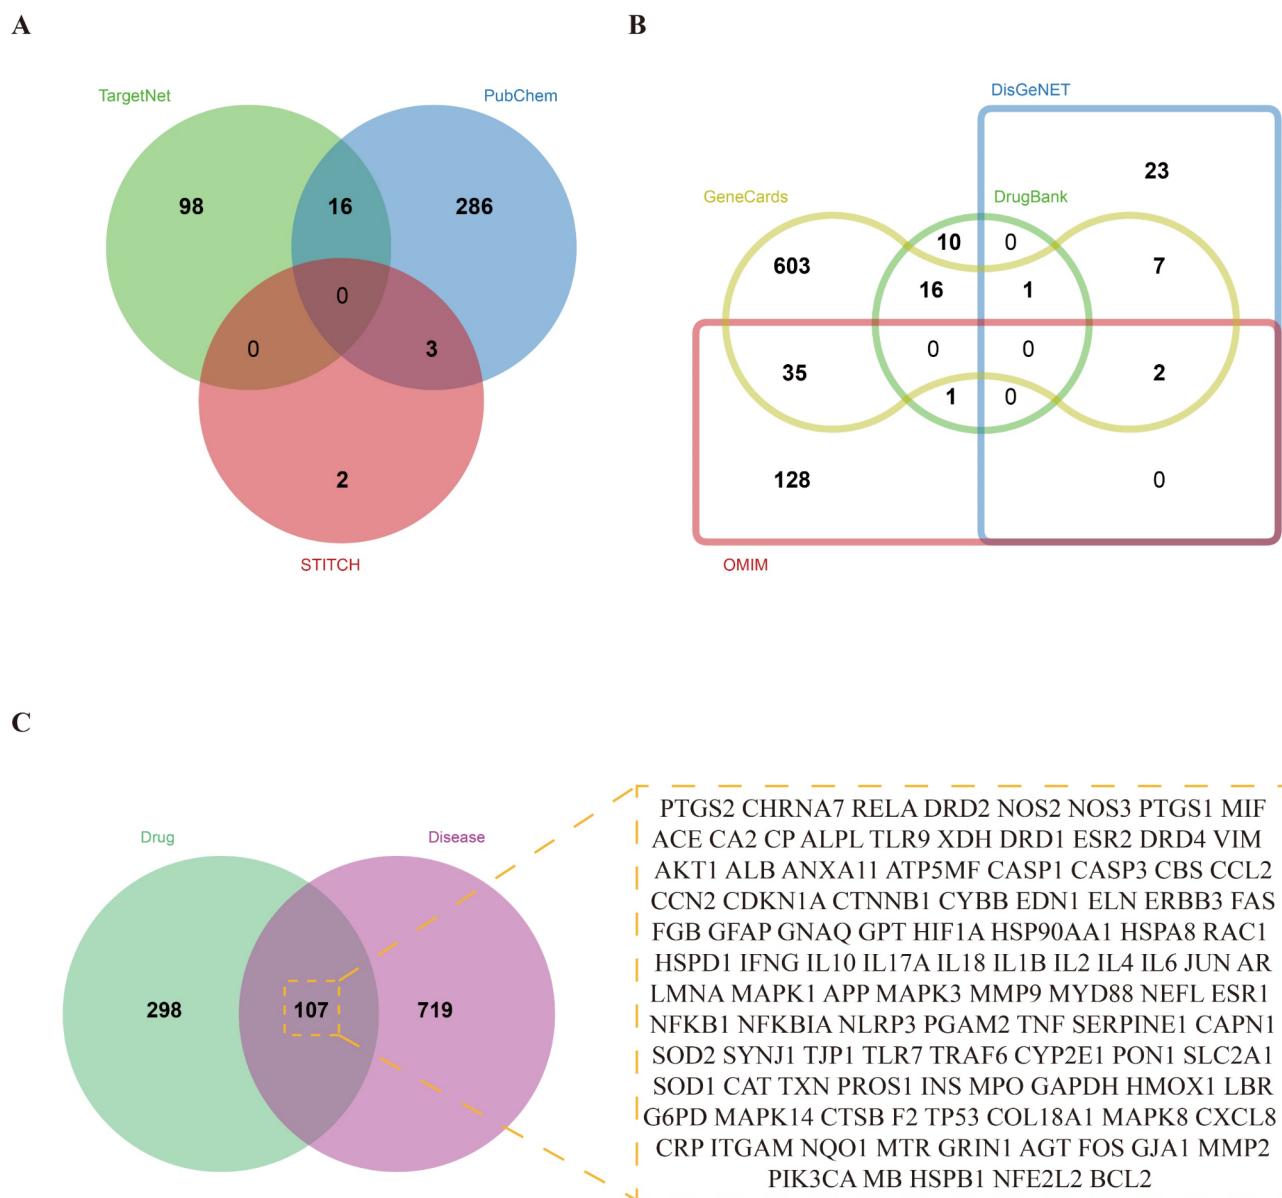 A
B
TargetNet
PubChem
98
16
286
0
0
3
2
STITCH
DisGeNET
23
GeneCards
DrugBank
10
0
603
7
16
1
0
0
35
2
1
0
128
0
OMIM
C
Drug
Disease
298
107
719
PTGS2 CHRNA7 RELA DRD2 NOS2 NOS3 PTGS1 MIF
ACE CA2 CP ALPL TLR9 XDH DRD1 ESR2 DRD4 VIM
AKT1 ALB ANXA11 ATP5MF CASP1 CASP3 CBS CCL2
CCN2 CDKN1A CTNNB1 CYBB EDN1 ELN ERBB3 FAS
FGB GFAP GNAQ GPT HIF1A HSP90AA1 HSPA8 RAC1
HSPD1 IFNG IL10 IL17A IL18 IL1B IL2 IL4 IL6 JUN AR
LMNA MAPK1 APP MAPK3 MMP9 MYD88 NEFL ESR1
NFKB1 NFKBIA NLRP3 PGAM2 TNF SERPINE1 CAPN1
SOD2 SYNJ1 TJP1 TLR7 TRAF6 CYP2E1 PON1 SLC2A1
SOD1 CAT TXN PROS1 INS MPO GAPDH HMOX1 LBR
G6PD MAPK14 CTSB F2 TP53 COL18A1 MAPK8 CXCL8
CRP ITGAM NQO1 MTR GRIN1 AGT FOS GJA1 MMP2
PIK3CA MB HSPB1 NFE2L2 BCL2